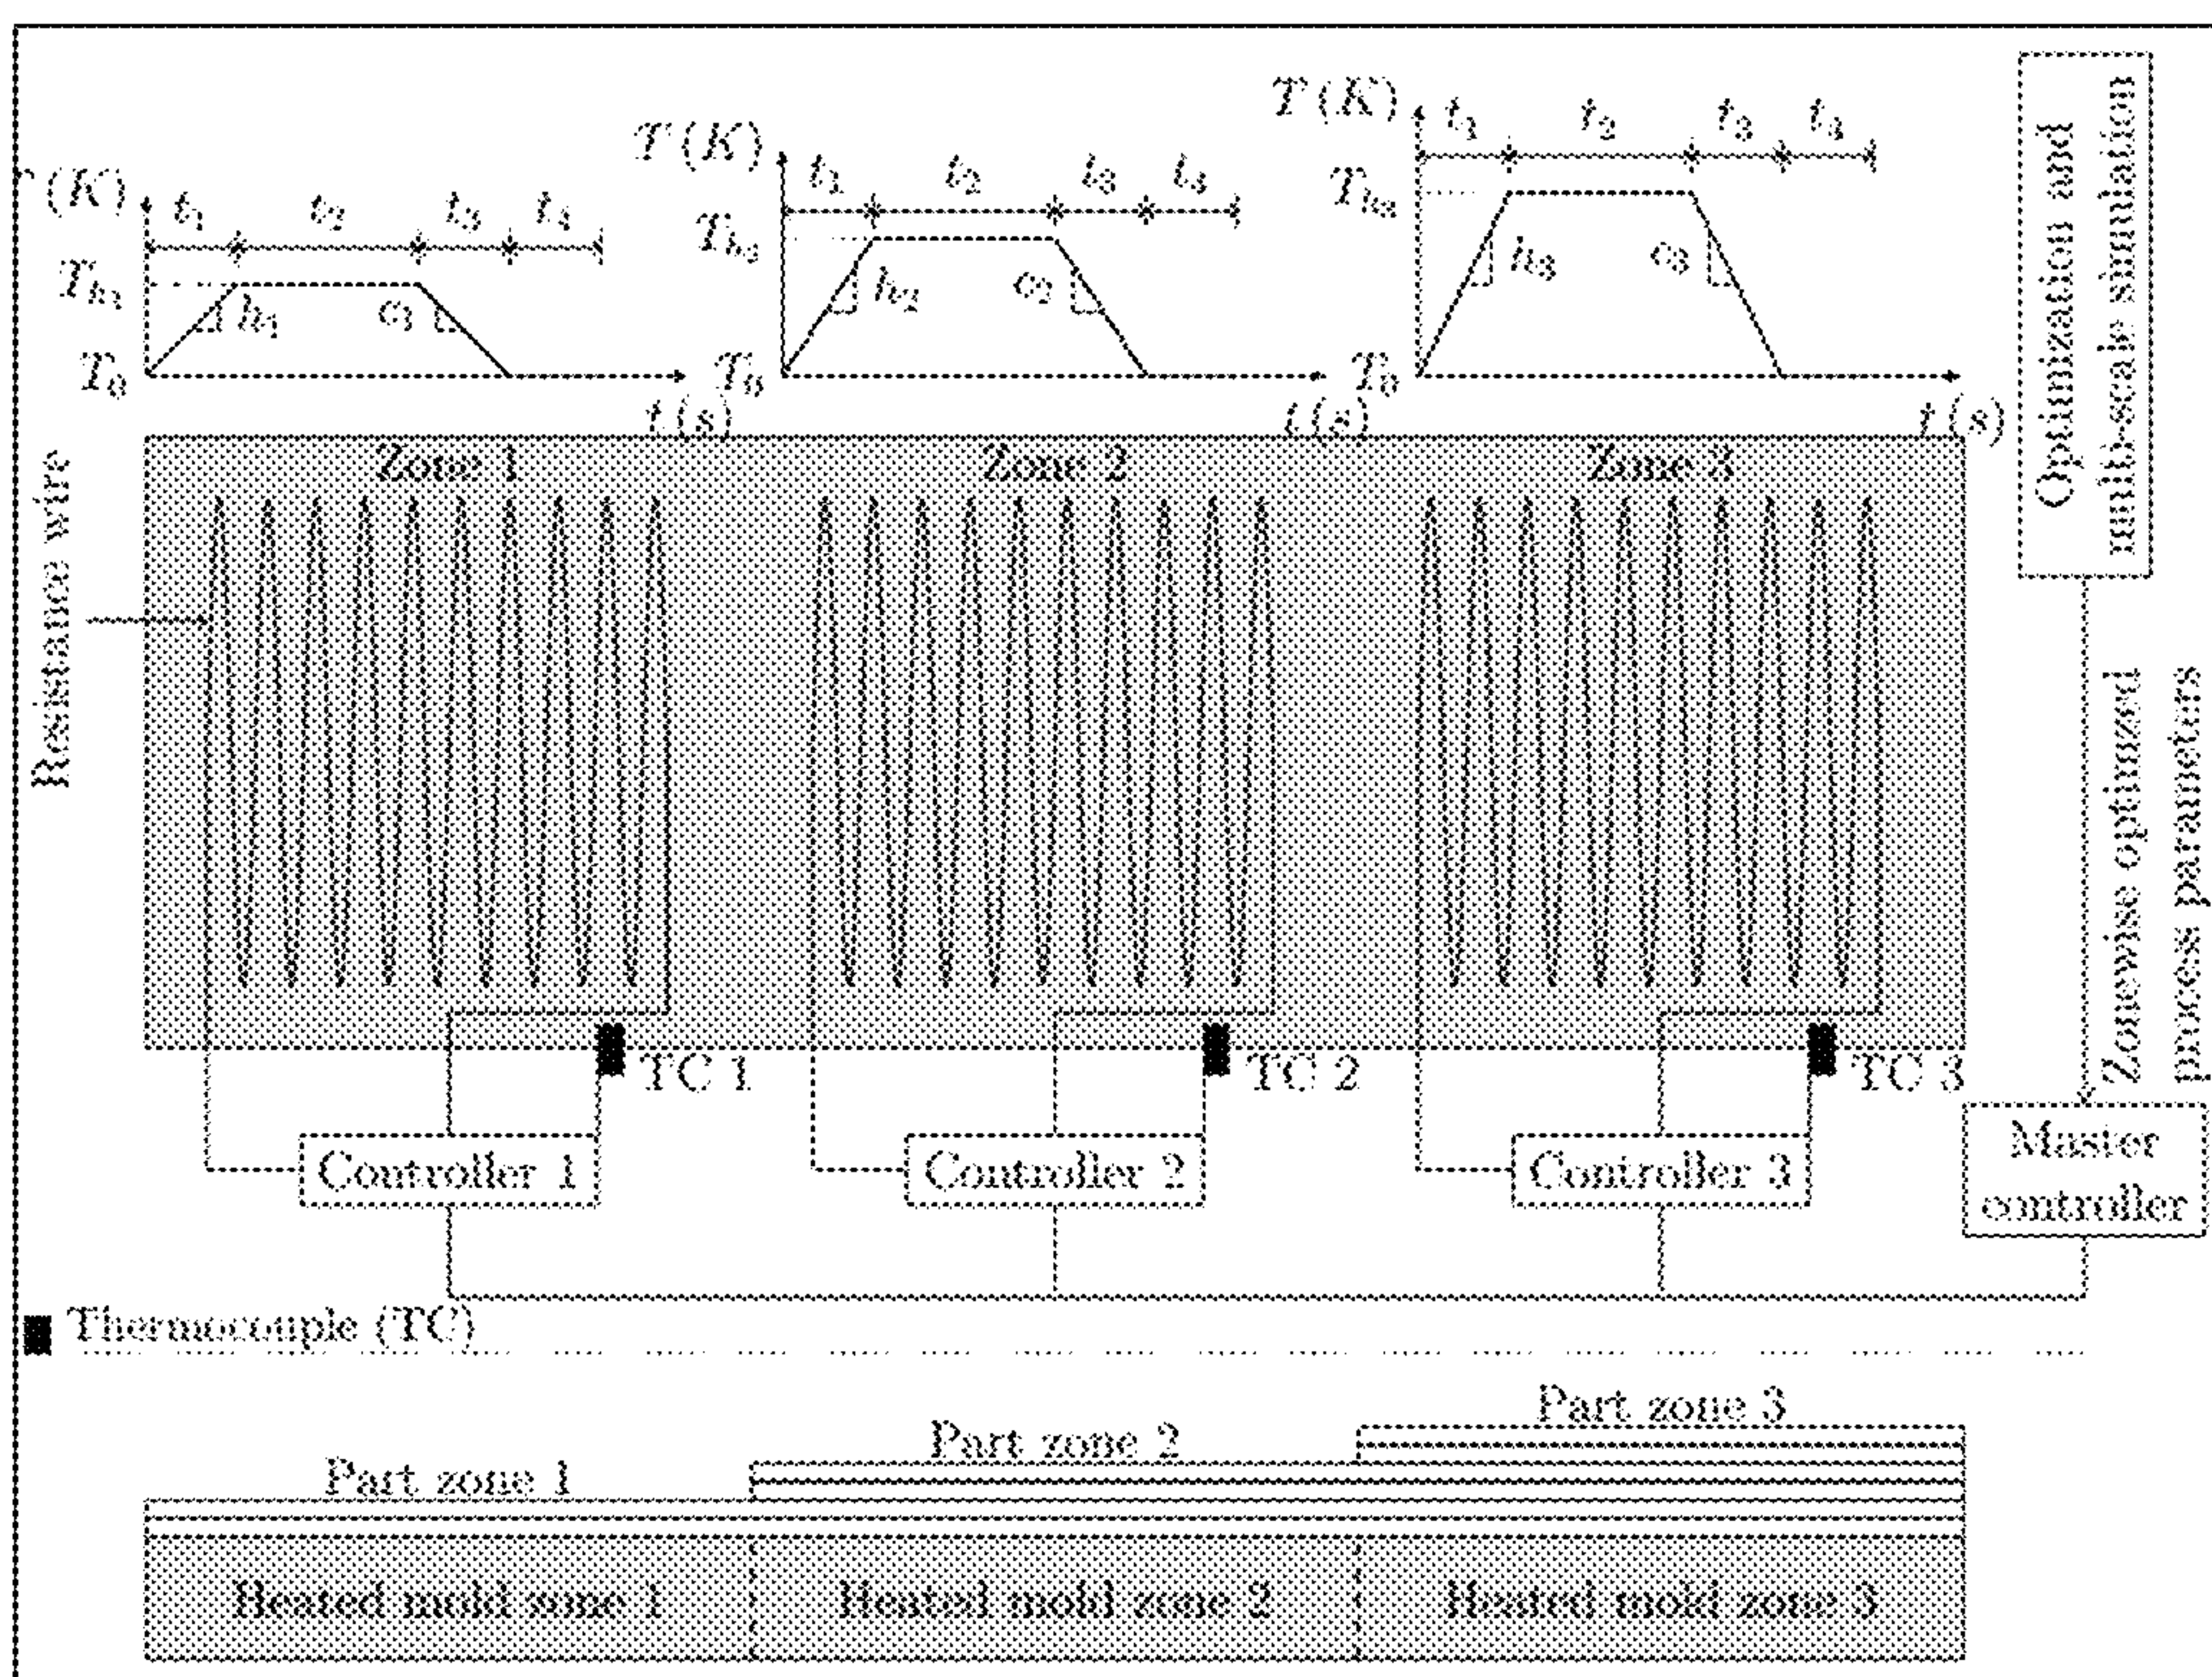 T (K)
t₁ t₂ t₃ t₄
Tₕ₁
h₁ c₁
T₀
t (s)
T (K)
t₁ t₂ t₃ t₄
Tₕ₂
h₂ c₂
T₀
t (s)
T (K)
t₁ t₂ t₃ t₄
Tₕ₃
h₃ c₃
T₀
t (s)
Optimization and
multi-scale simulation
Resistance wire
Zone 1
Zone 2
Zone 3
Zonewise optimized
process parameters
TC 1
TC 2
TC 3
Controller 1
Controller 2
Controller 3
Master
controller
Thermocouple (TC)
Part zone 1
Part zone 2
Part zone 3
Heated mold zone 1
Heated mold zone 2
Heated mold zone 3